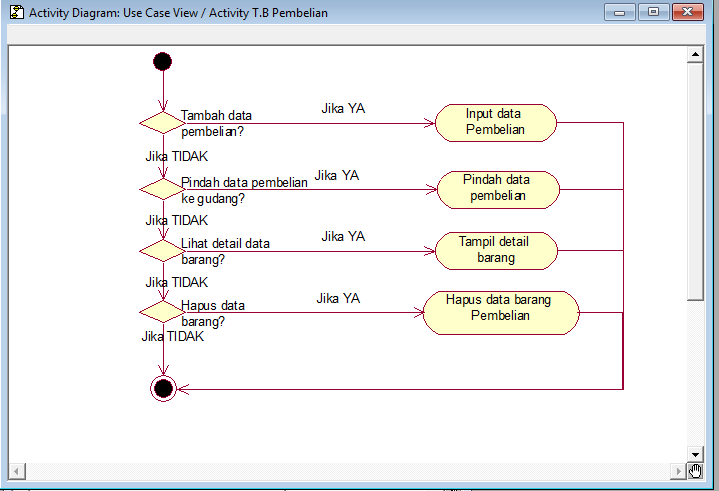 Activity Diagram: Use Case View / Activity T.B Pembelian
Tambah data
pembelian?
Jika YA
Input data
Pembelian
Jika TIDAK
Pindah data pembelian
ke gudang?
Jika YA
Pindah data
pembelian
Jika TIDAK
Lihat detail data
barang?
Jika YA
Tampil detail
barang
Jika TIDAK
Hapus data
barang?
Jika YA
Hapus data barang
Pembelian
Jika TIDAK